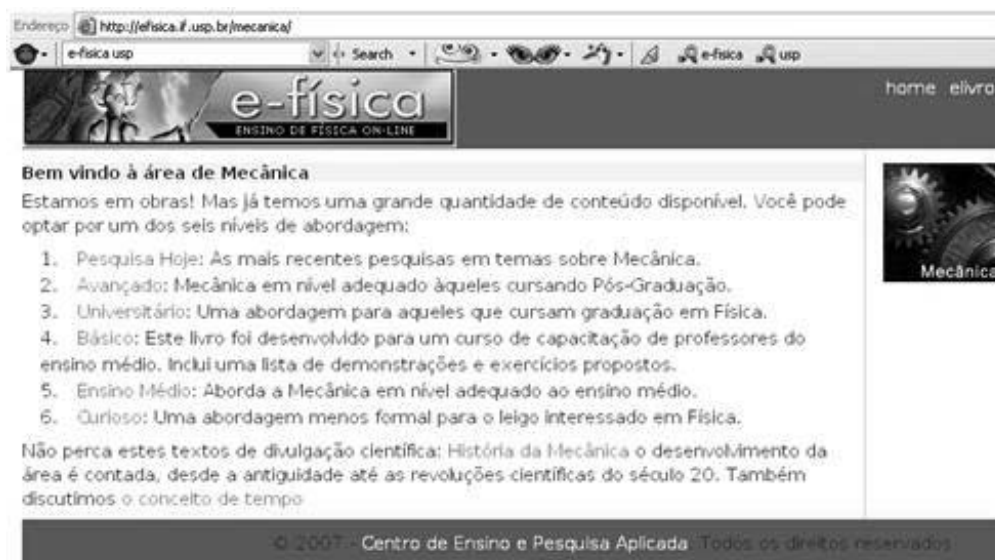 Endereço http://efisica.if.usp.br/mecanica/
e-fisica usp Search e-fisica usp
e-física home elivro
ENSINO DE FÍSICA ON-LINE
Bem vindo à área de Mecânica
Estamos em obras! Mas já temos uma grande quantidade de conteúdo disponível. Você pode
optar por um dos seis níveis de abordagem:
1. Pesquisa Hoje: As mais recentes pesquisas em temas sobre Mecânica.
2. Avançado: Mecânica em nível adequado àqueles cursando Pós-Graduação.
3. Universitário: Uma abordagem para aqueles que cursam graduação em Física.
4. Básico: Este livro foi desenvolvido para um curso de capacitação de professores do
ensino médio. Inclui uma lista de demonstrações e exercícios propostos.
5. Ensino Médio: Aborda a Mecânica em nível adequado ao ensino médio.
6. Curioso: Uma abordagem menos formal para o leigo interessado em Física.
Não perca estes textos de divulgação científica: História da Mecânica o desenvolvimento da
área é contada, desde a antiguidade até as revoluções científicas do século 20. Também
discutimos o conceito de tempo
Mecânica
© 2007 - Centro de Ensino e Pesquisa Aplicada. Todos os direitos reservados